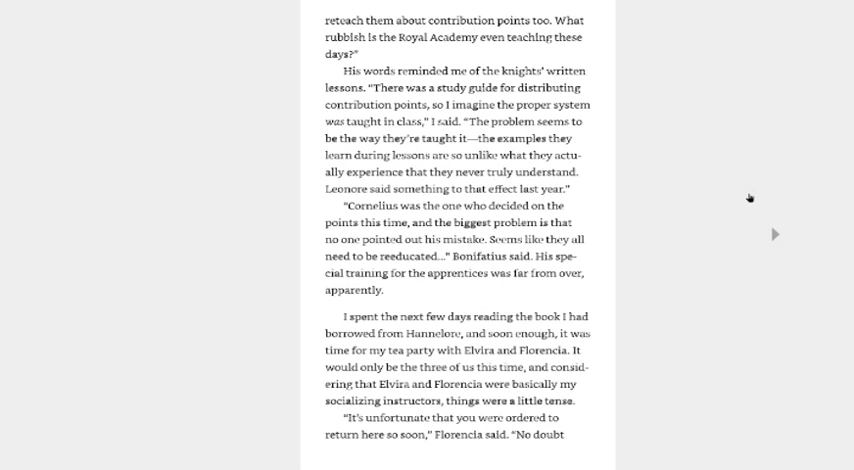 reteach them about contribution points too. What
rubbish is the Royal Academy even teaching these
days?”
His words reminded me of the knights’ written
lessons. “There was a study guide for distributing
contribution points, so I imagine the proper system
was taught in class,” I said. “The problem seems to
be the way they’re taught it—the examples they
learn during lessons are so unlike what they actu-
ally experience that they never truly understand.
Leonore said something to that effect last year.”
“Cornelius was the one who decided on the
points this time, and the biggest problem is that
no one pointed out his mistake. Seems like they all
need to be reeducated...” Bonifatius said. His spe-
cial training for the apprentices was far from over,
apparently.
I spent the next few days reading the book I had
borrowed from Hannelore, and soon enough, it was
time for my tea party with Elvira and Florencia. It
would only be the three of us this time, and consid-
ering that Elvira and Florencia were basically my
socializing instructors, things were a little tense.
“It’s unfortunate that you were ordered to
return here so soon,” Florencia said. “No doubt